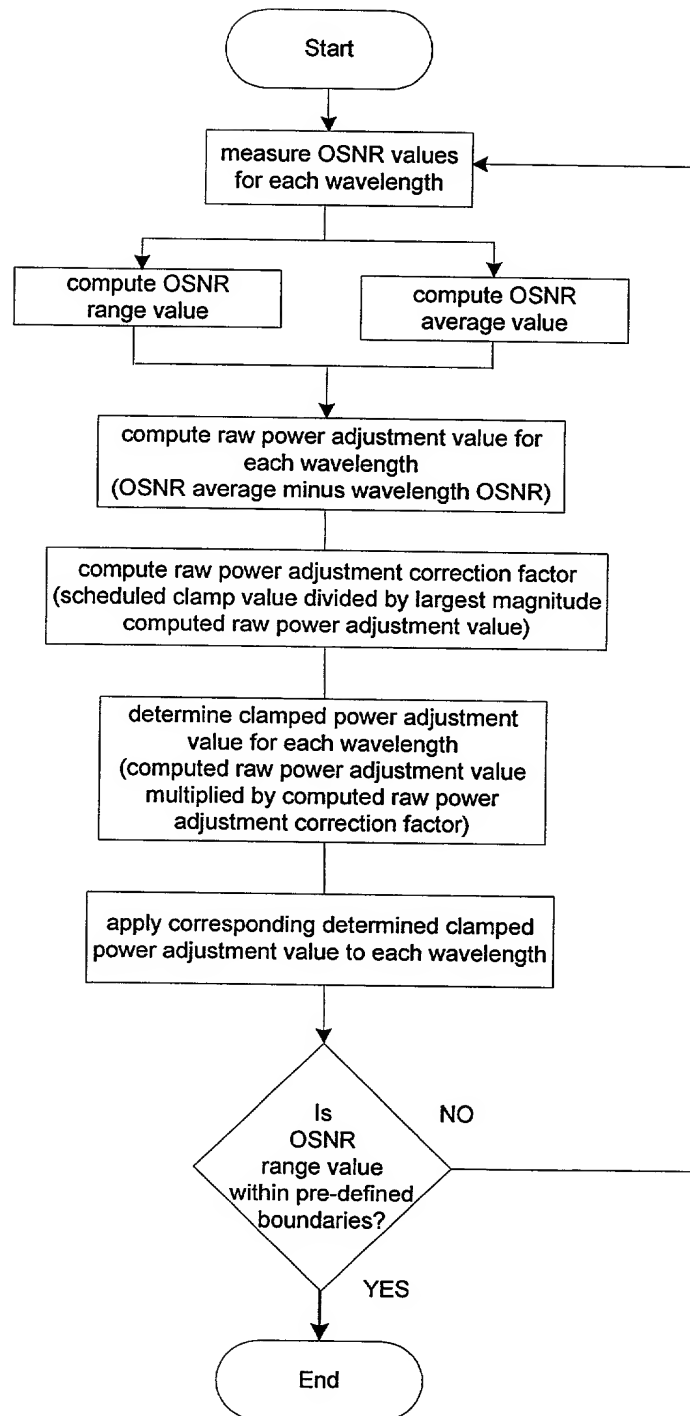 Start
measure OSNR values
for each wavelength
compute OSNR
range value
compute OSNR
average value
compute raw power adjustment value for
each wavelength
(OSNR average minus wavelength OSNR)
compute raw power adjustment correction factor
(scheduled clamp value divided by largest magnitude
computed raw power adjustment value)
determine clamped power adjustment
value for each wavelength
(computed raw power adjustment value
multiplied by computed raw power
adjustment correction factor)
apply corresponding determined clamped
power adjustment value to each wavelength
Is
OSNR
range value
within pre-defined
boundaries?
NO
YES
End